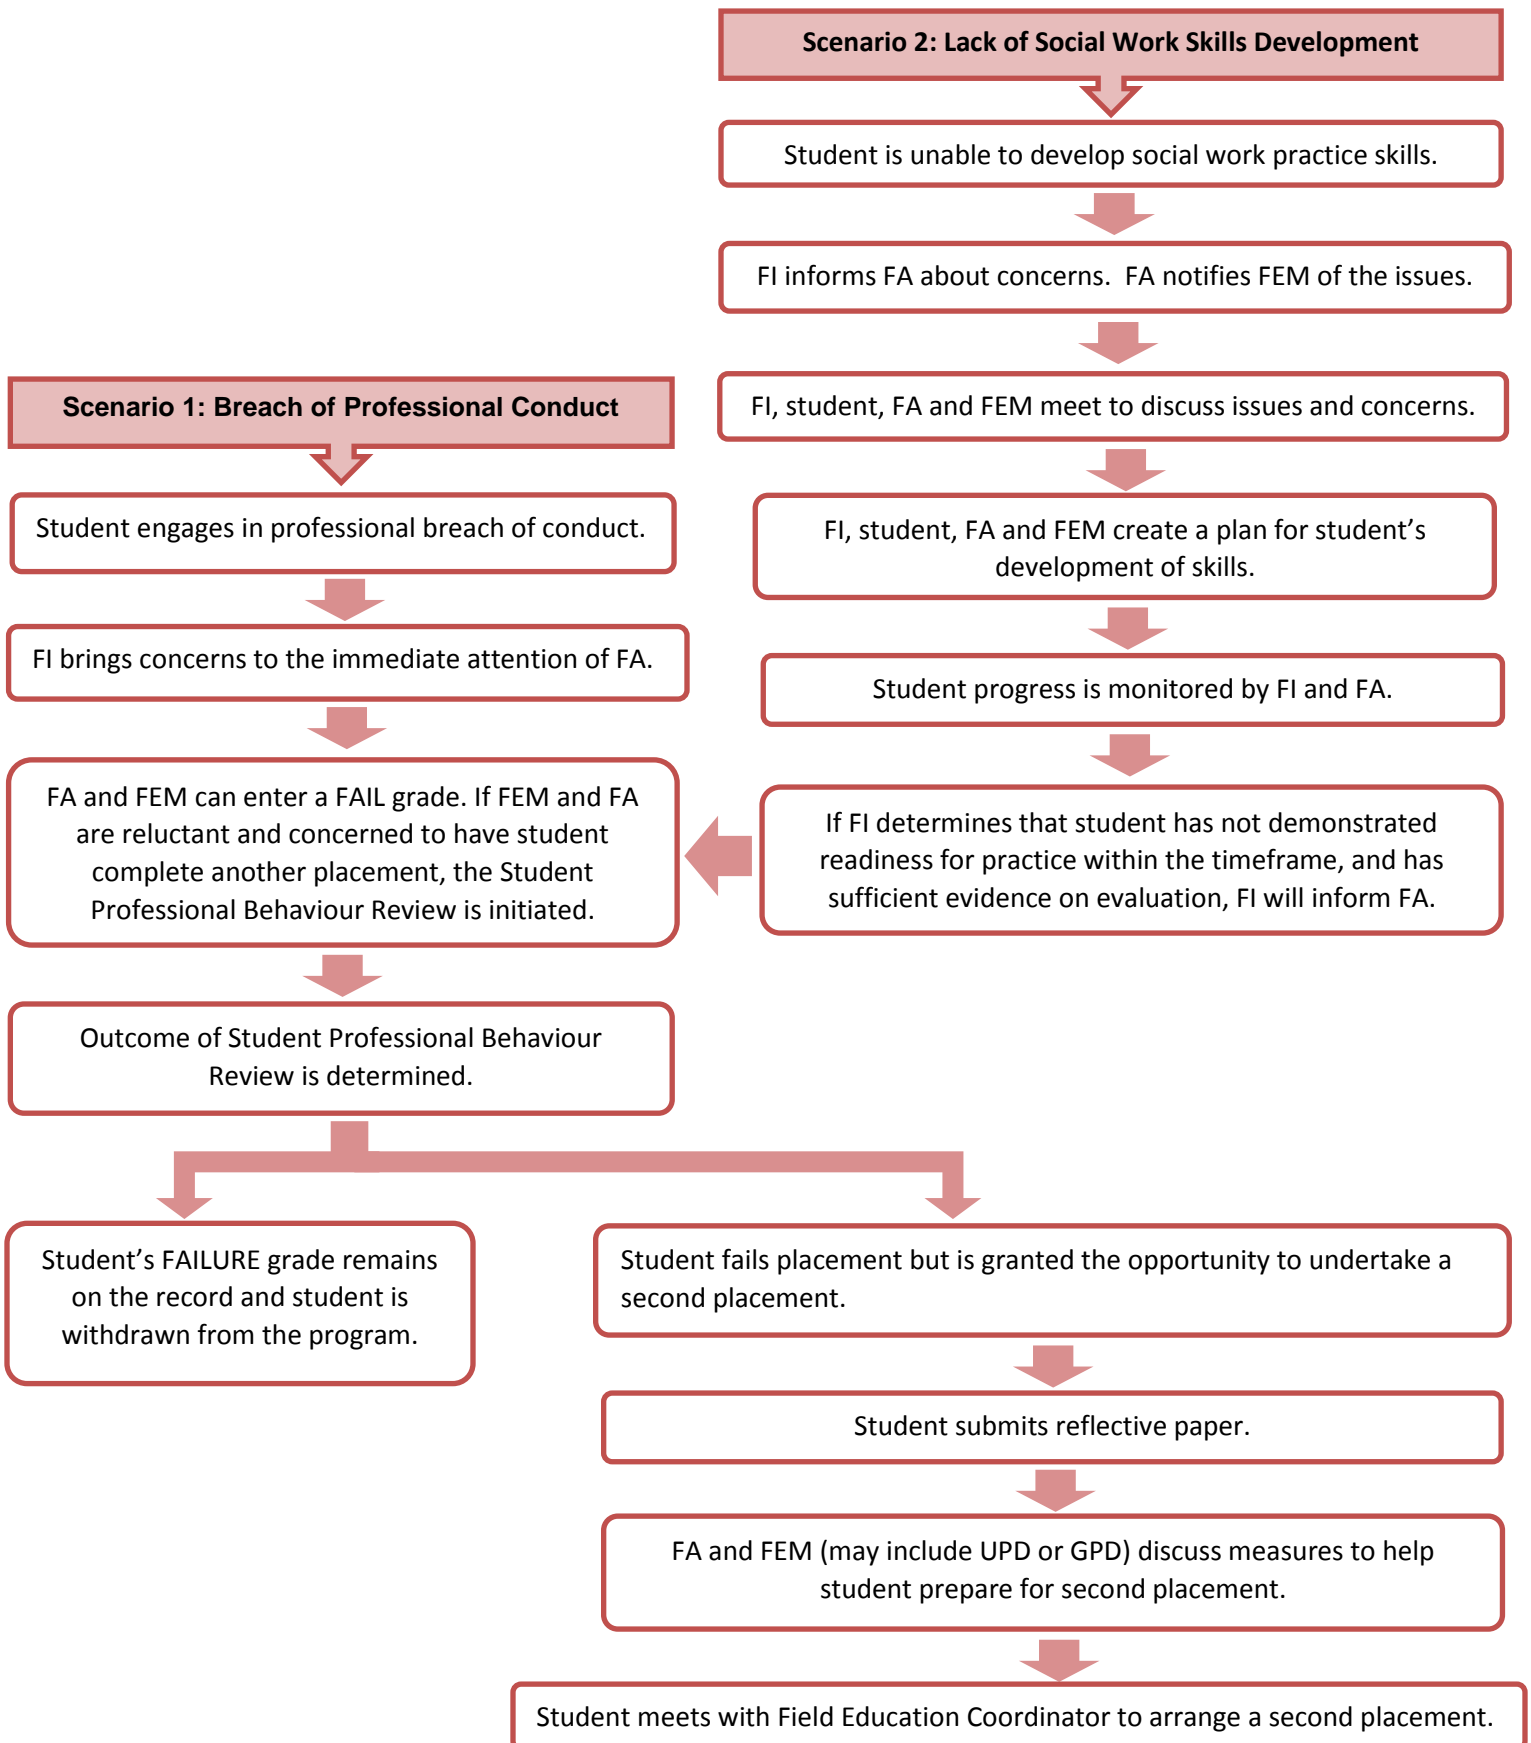 Scenario 2: Lack of Social Work Skills Development
Student is unable to develop social work practice skills.
FI informs FA about concerns.  FA notifies FEM of the issues.
FI, student, FA and FEM meet to discuss issues and concerns.
FI, student, FA and FEM create a plan for student’s
development of skills.
Student progress is monitored by FI and FA.
If FI determines that student has not demonstrated
readiness for practice within the timeframe, and has
sufficient evidence on evaluation, FI will inform FA.
Scenario 1: Breach of Professional Conduct
Student engages in professional breach of conduct.
FI brings concerns to the immediate attention of FA.
FA and FEM can enter a FAIL grade. If FEM and FA
are reluctant and concerned to have student
complete another placement, the Student
Professional Behaviour Review is initiated.
Outcome of Student Professional Behaviour
Review is determined.
Student’s FAILURE grade remains
on the record and student is
withdrawn from the program.
Student fails placement but is granted the opportunity to undertake a
second placement.
Student submits reflective paper.
FA and FEM (may include UPD or GPD) discuss measures to help
student prepare for second placement.
Student meets with Field Education Coordinator to arrange a second placement.